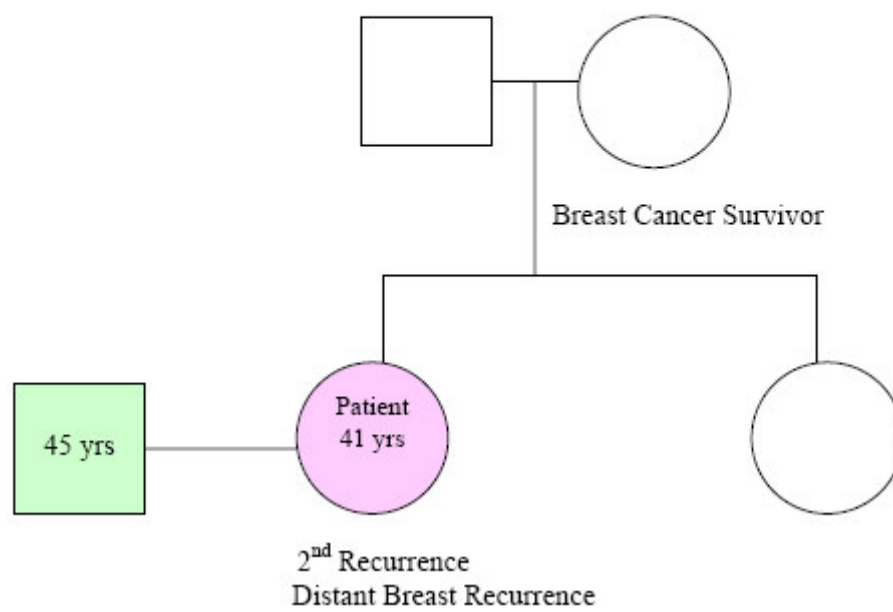 Breast Cancer Survivor
45 yrs
Patient
41 yrs
2nd Recurrence
Distant Breast Recurrence